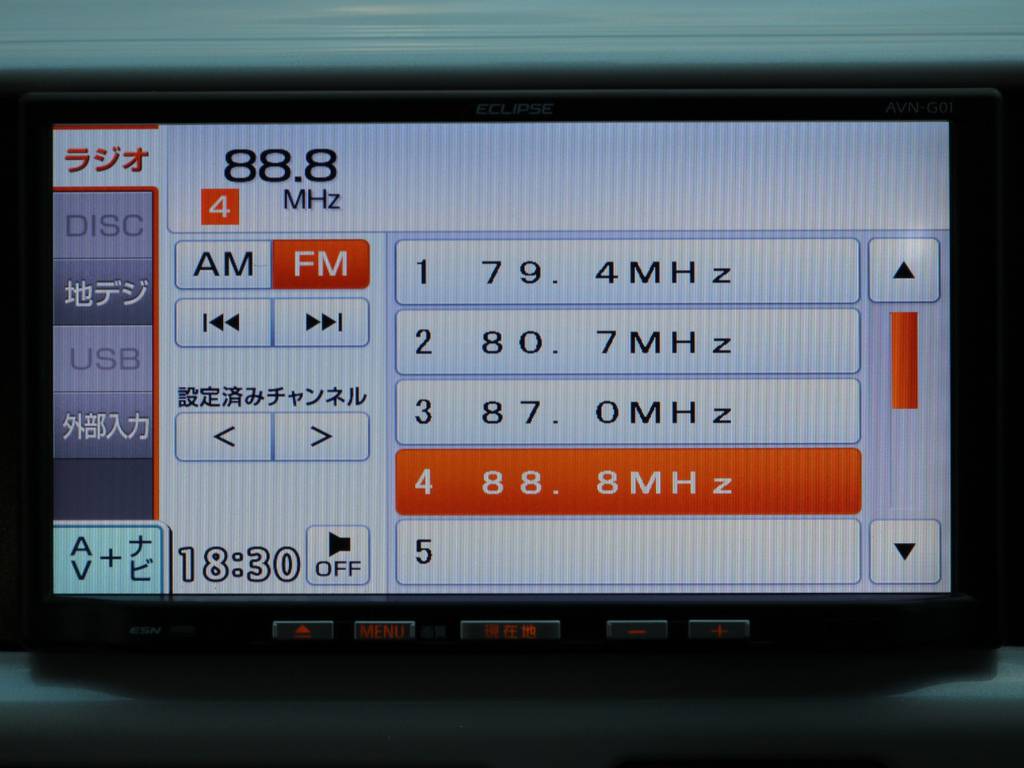 ECLIPSE
AVN-G01
ラジオ
DISC
地デジ
USB
外部入力
AV+ナビ
88.8
4 MHz
AM FM
設定済みチャンネル
< >
18:30
OFF
1 79.4MHz
2 80.7MHz
3 87.0MHz
4 88.8MHz
5
ESN
MENU
現在地
− +